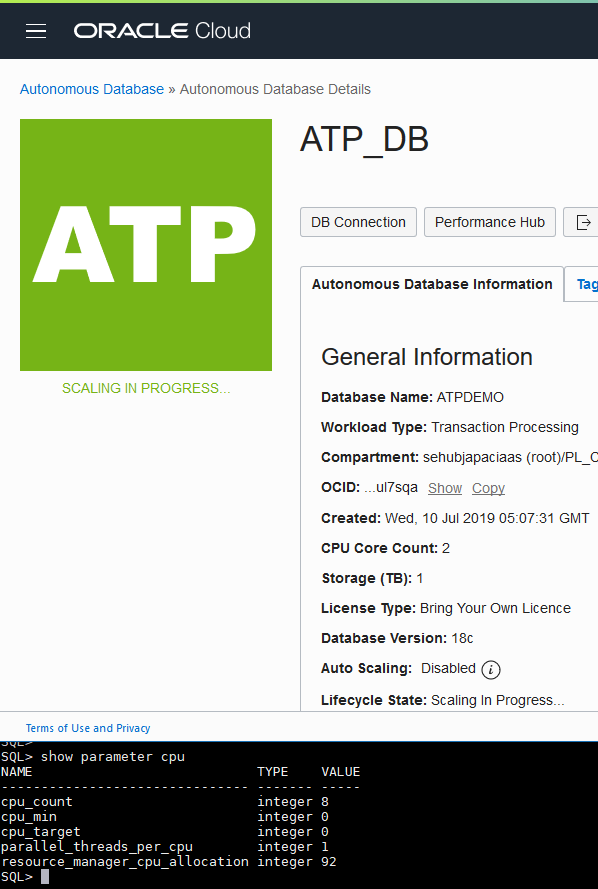 ORACLE Cloud
Autonomous Database » Autonomous Database Details
ATP
SCALING IN PROGRESS...
ATP_DB
DB Connection Performance Hub
Autonomous Database Information Tag
General Information
Database Name: ATPDEMO
Workload Type: Transaction Processing
Compartment: sehubjapaciaas (root)/PL_C
OCID: ...ul7sqa Show Copy
Created: Wed, 10 Jul 2019 05:07:31 GMT
CPU Core Count: 2
Storage (TB): 1
License Type: Bring Your Own Licence
Database Version: 18c
Auto Scaling: Disabled i
Lifecycle State: Scaling In Progress...
Terms of Use and Privacy
SQL>
SQL> show parameter cpu
NAME TYPE VALUE
------------------------------- ------- -----
cpu_count integer 8
cpu_min integer 0
cpu_target integer 0
parallel_threads_per_cpu integer 1
resource_manager_cpu_allocation integer 92
SQL>